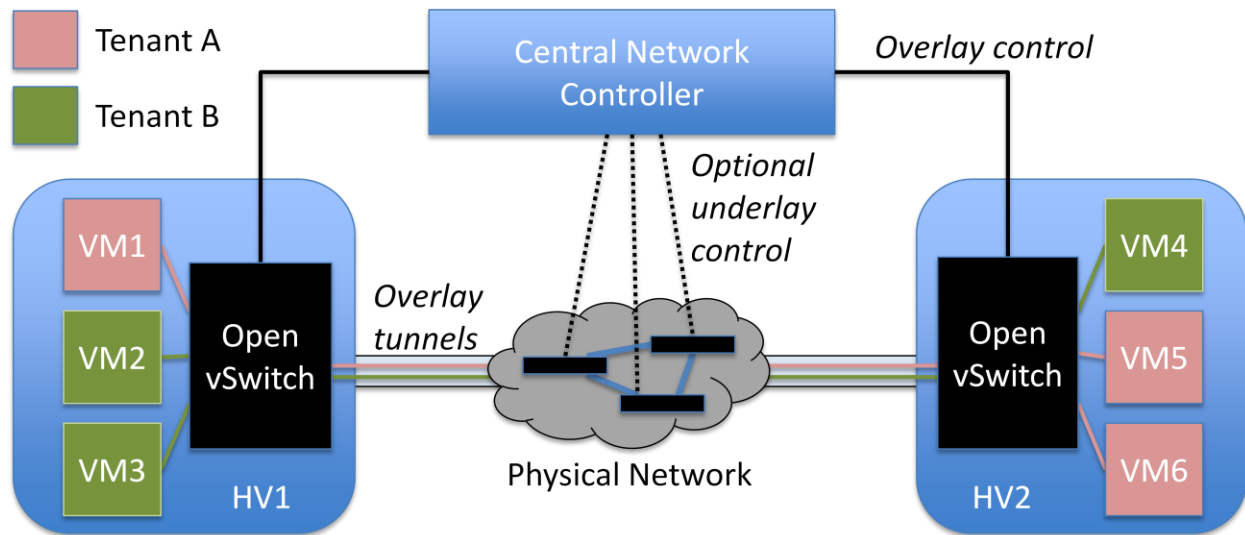 Tenant A
Tenant B
Central Network
Controller
Overlay control
Optional
underlay
control
VM1
VM2
VM3
Open
vSwitch
HV1
Overlay
tunnels
Physical Network
Open
vSwitch
HV2
VM4
VM5
VM6